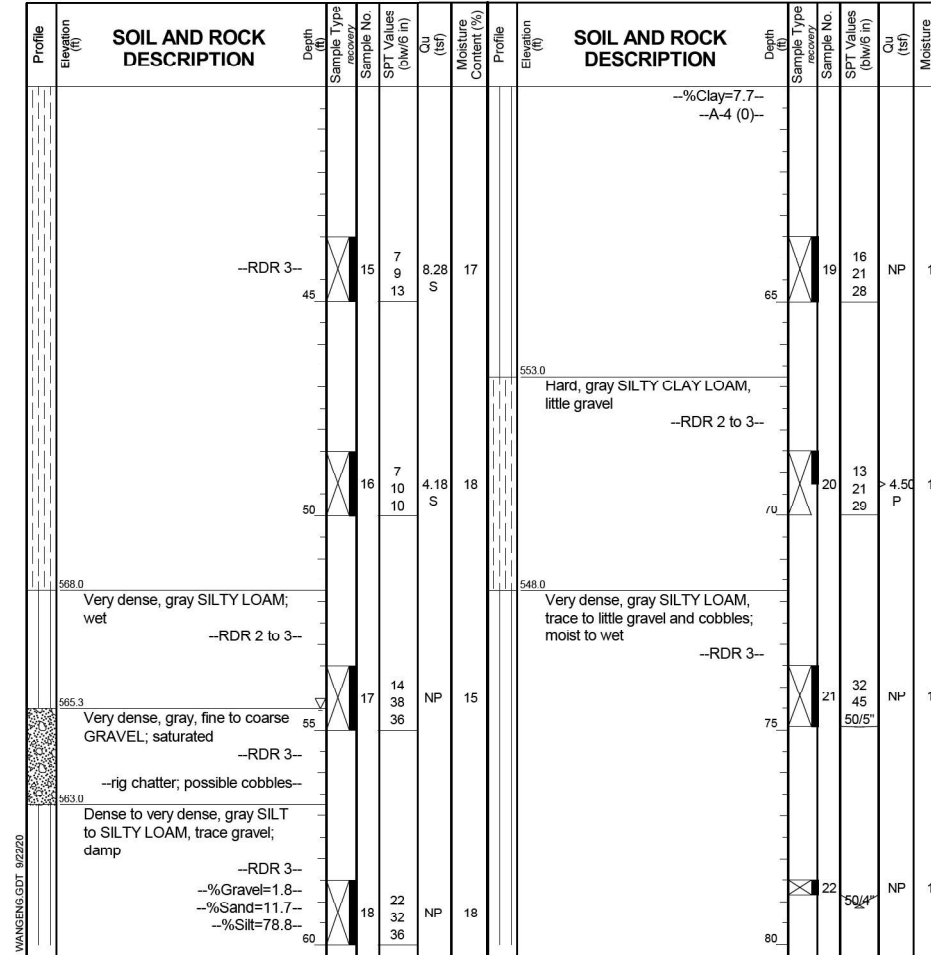 Profile
Elevation
(ft)
SOIL AND ROCK
DESCRIPTION
Depth
(ft)
Sample Type
recovery
Sample No.
SPT Values
(blw/6 in)
Qu
(tsf)
Moisture
Content (%)
--RDR 3--
45
15
7
9
13
8.28
S
17
50
16
7
10
10
4.18
S
18
568.0
Very dense, gray SILTY LOAM;
wet
--RDR 2 to 3--
17
14
38
36
NP
15
565.3
55
Very dense, gray, fine to coarse
GRAVEL; saturated
--RDR 3--
--rig chatter; possible cobbles--
563.0
Dense to very dense, gray SILT
to SILTY LOAM, trace gravel;
damp
--RDR 3--
--%Gravel=1.8--
--%Sand=11.7--
--%Silt=78.8--
60
18
22
32
36
NP
18
WANGENG.GDT 9/22/20
Profile
Elevation
(ft)
SOIL AND ROCK
DESCRIPTION
Depth
(ft)
Sample Type
recovery
Sample No.
SPT Values
(blw/6 in)
Qu
(tsf)
Moisture
--%Clay=7.7--
--A-4 (0)--
65
19
16
21
28
NP
1
553.0
Hard, gray SILTY CLAY LOAM,
little gravel
--RDR 2 to 3--
70
20
13
21
29
> 4.50
P
1
548.0
Very dense, gray SILTY LOAM,
trace to little gravel and cobbles;
moist to wet
--RDR 3--
75
21
32
45
50/5"
NP
1
22
50/4"
NP
1
80